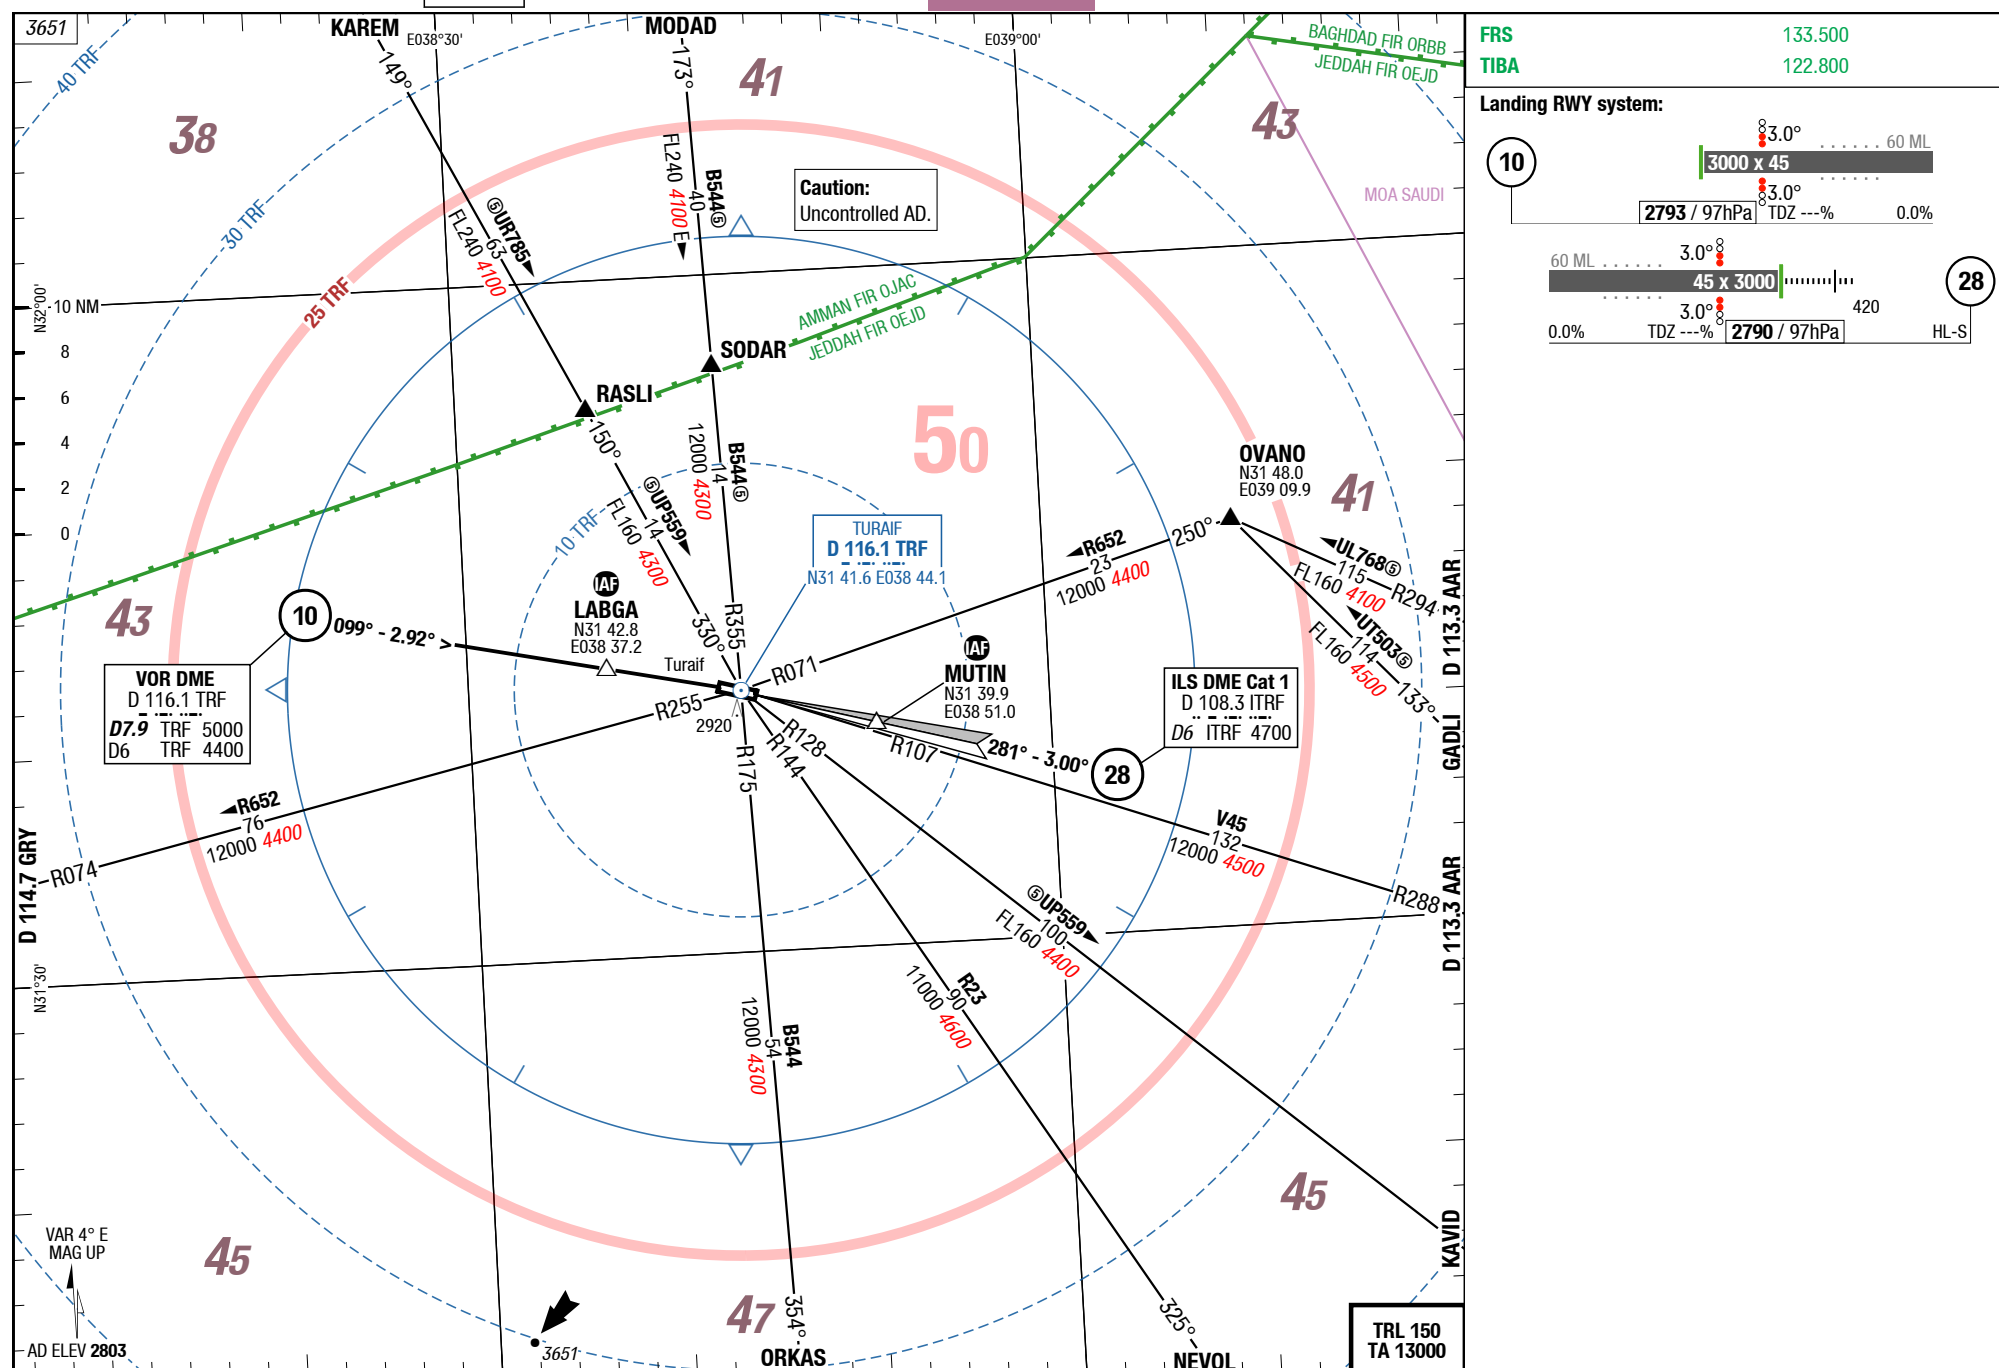 3651
KAREM
E038°30'
MODAD
E039°00'
BAGHDAD FIR ORBB
JEDDAH FIR OEJD
40 TRF
149°
173°
41
38
43
30 TRF
25 TRF
Caution:
Uncontrolled AD.
MOA SAUDI
⑤UR785
63
FL240 4100
B544⑤
40
FL240 4100 E
N32°00'
10 NM
8
6
4
2
0
AMMAN FIR OJAC
JEDDAH FIR OEJD
SODAR
RASLI
150°
B544⑤
14
12000 4300
⑤UP559
14
FL160 4300
50
10 TRF
OVANO
N31 48.0
E039 09.9
41
TURAIF
D 116.1 TRF
N31 41.6 E038 44.1
R652
23
12000 4400
250°
UL768⑤
115
FL160 4100
R294
D 113.3 AAR
UT503⑤
114
FL160 4500
133°
GADLI
43
10
099° - 2.92° >
IAF
LABGA
N31 42.8
E038 37.2
Turaif
330°
R355
R071
IAF
MUTIN
N31 39.9
E038 51.0
VOR DME
D 116.1 TRF
D7.9 TRF 5000
D6 TRF 4400
ILS DME Cat 1
D 108.3 ITRF
D6 ITRF 4700
R255
2920
R175
R144
R128
R107
281° - 3.00°
28
R652
76
12000 4400
R074
D 114.7 GRY
V45
132
12000 4500
R288
D 113.3 AAR
⑤UP559
100
FL160 4400
N31°30'
R23
90
11000 4600
B544
54
12000 4300
45
45
47
VAR 4° E
MAG UP
AD ELEV 2803
3651
354°
ORKAS
325°
NEVOL
KAVID
TRL 150
TA 13000
FRS 133.500
TIBA 122.800
Landing RWY system:
10
3.0°
60 ML
3000 x 45
3.0°
2793 / 97hPa TDZ ---% 0.0%
60 ML
3.0°
45 x 3000
28
3.0°
420
0.0% TDZ ---% 2790 / 97hPa HL-S